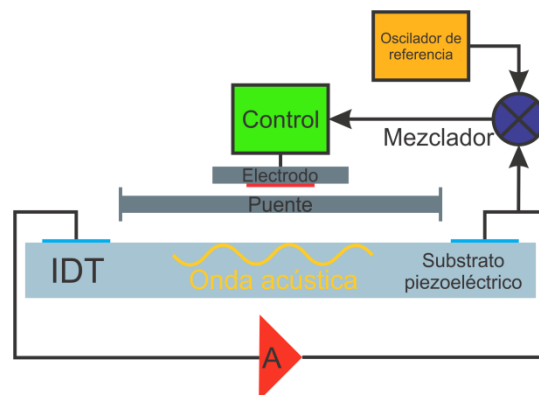 Oscilador de
referencia
Control
Mezclador
Electrodo
Puente
IDT
Onda acústica
Substrato
piezoeléctrico
A